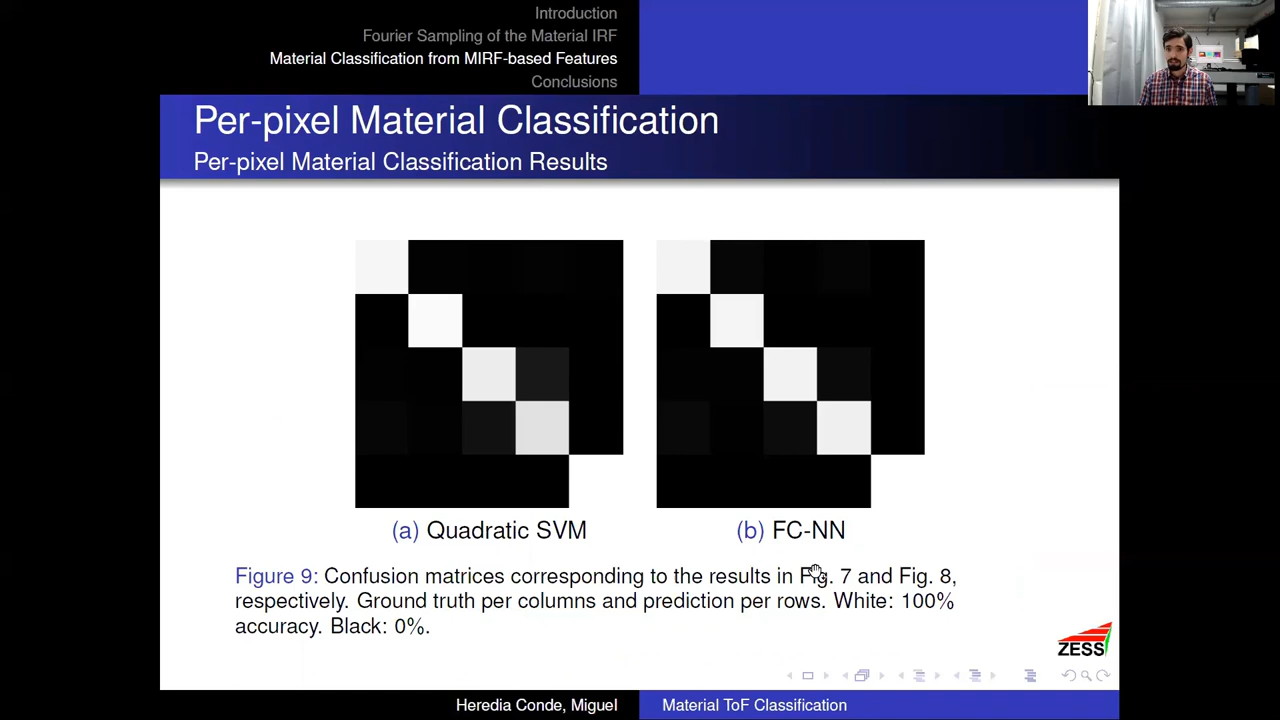 Introduction
Fourier Sampling of the Material IRF
Material Classification from MIRF-based Features
Conclusions
Per-pixel Material Classification
Per-pixel Material Classification Results
(a) Quadratic SVM
(b) FC-NN
Figure 9: Confusion matrices corresponding to the results in Fig. 7 and Fig. 8,
respectively. Ground truth per columns and prediction per rows. White: 100%
accuracy. Black: 0%.
ZESS
Heredia Conde, Miguel
Material ToF Classification